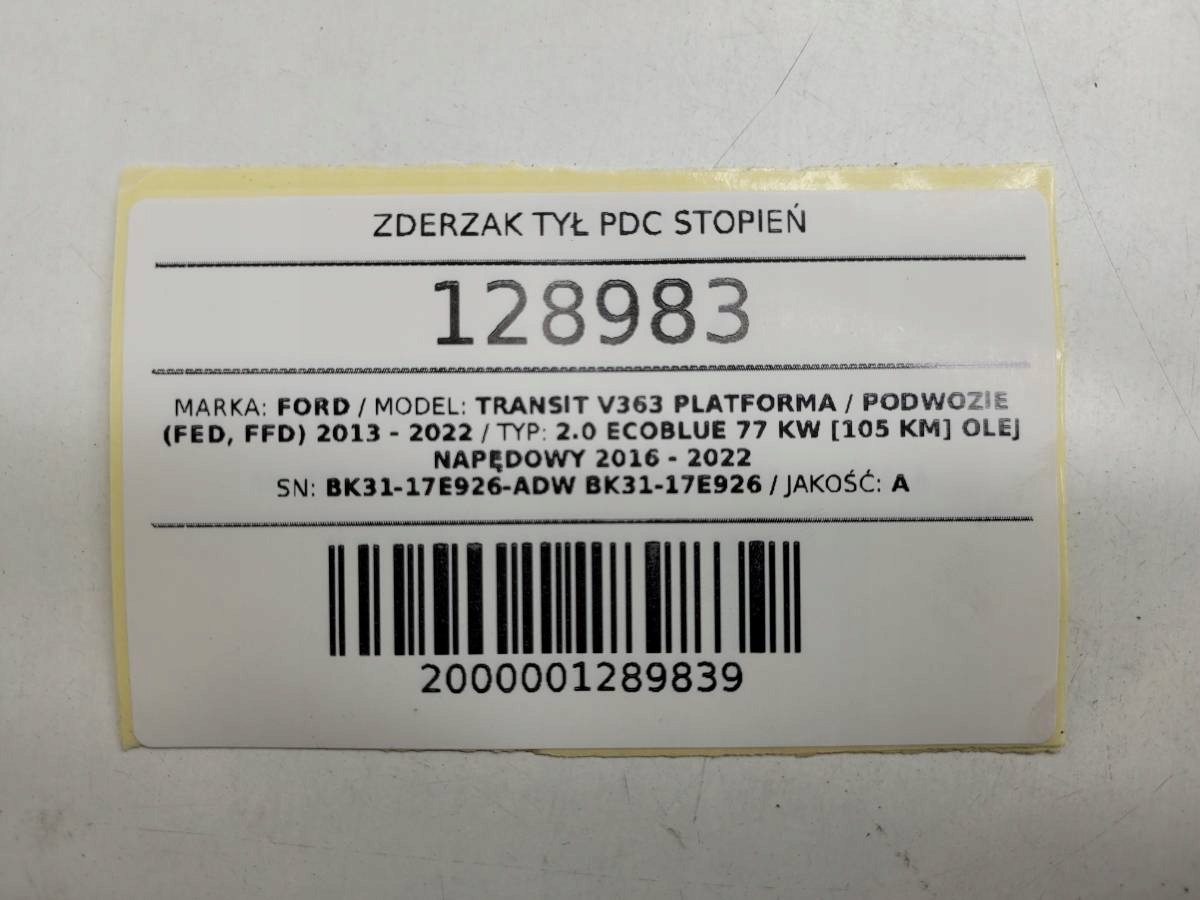 ZDERZAK TYŁ PDC STOPIEŃ
128983
MARKA: FORD / MODEL: TRANSIT V363 PLATFORMA / PODWOZIE
(FED, FFD) 2013 - 2022 / TYP: 2.0 ECOBLUE 77 KW [105 KM] OLEJ
NAPĘDOWY 2016 - 2022
SN: BK31-17E926-ADW BK31-17E926 / JAKOŚĆ: A
2000001289839